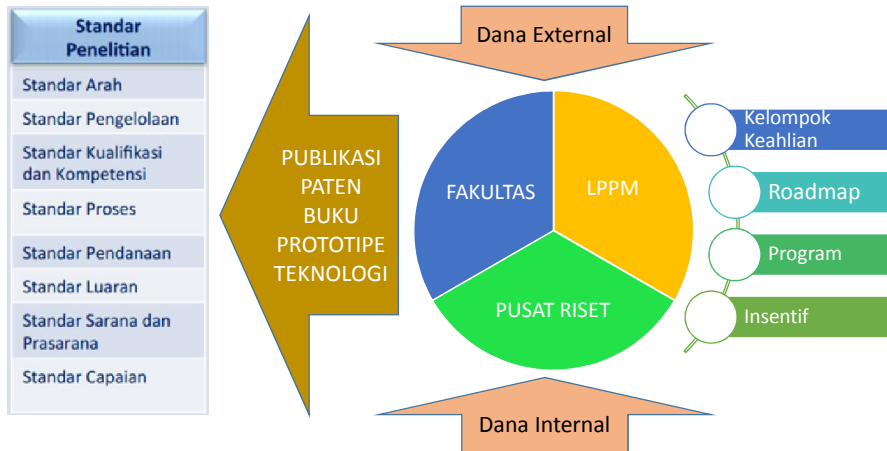 Standar
Penelitian
Standar Arah
Standar Pengelolaan
Standar Kualifikasi
dan Kompetensi
Standar Proses
Standar Pendanaan
Standar Luaran
Standar Sarana dan
Prasarana
Standar Capaian
PUBLIKASI
PATEN
BUKU
PROTOTIPE
TEKNOLOGI
Dana External
FAKULTAS
LPPM
PUSAT RISET
Dana Internal
Kelompok
Keahlian
Roadmap
Program
Insentif